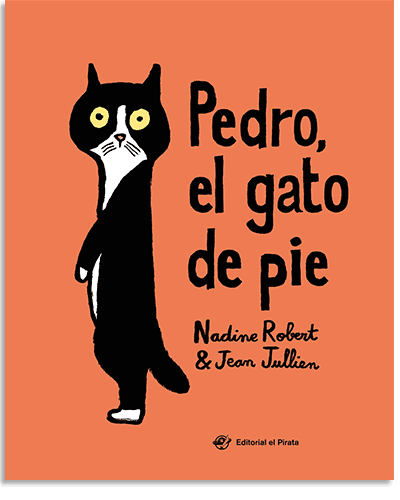 Pedro,
el gato
de pie
Nadine Robert
& Jean Jullien
Editorial el Pirata